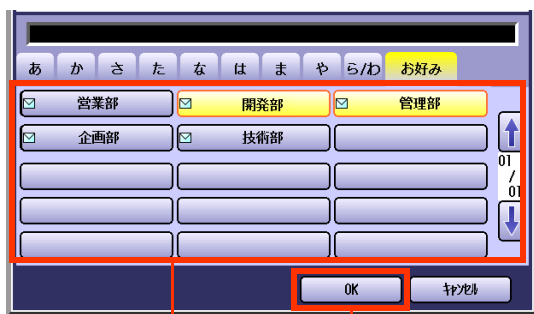 あ か さ た な は ま や ら/わ お好み
営業部 開発部 管理部
企画部 技術部
01
/
01
OK ｷｬﾝｾﾙ